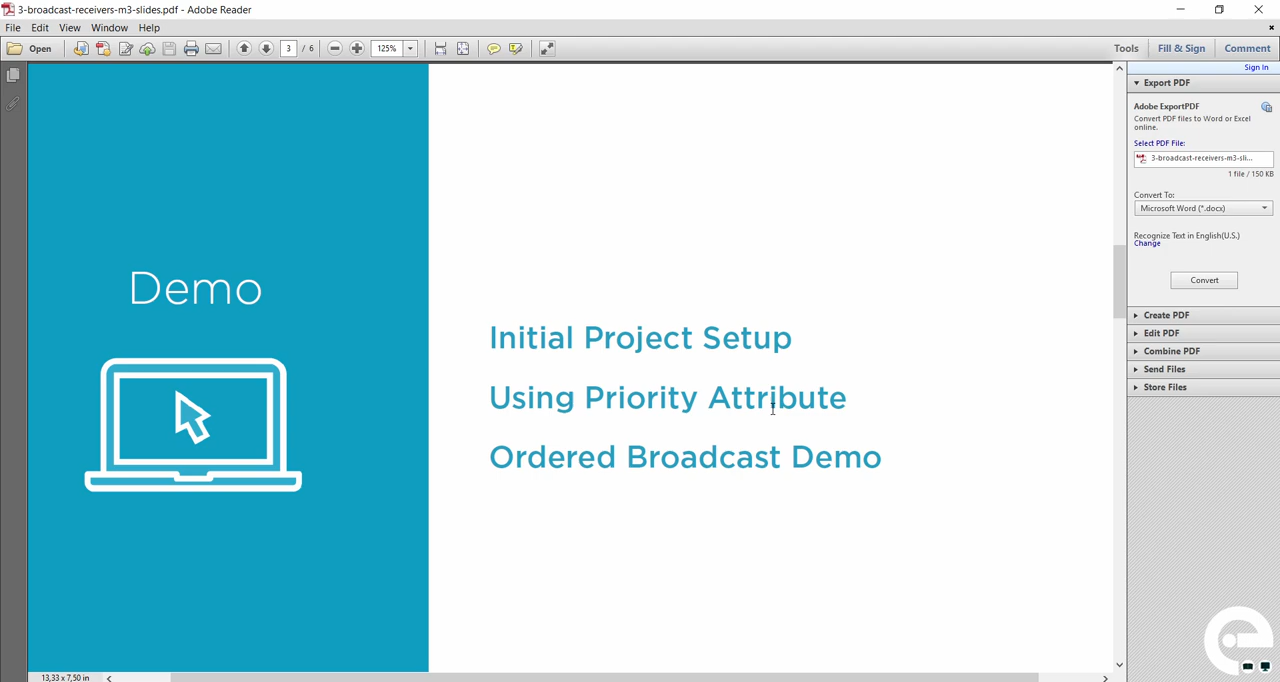 3-broadcast-receivers-m3-slides.pdf - Adobe Reader
File Edit View Window Help
Open 3 / 6 125% Tools Fill & Sign Comment
Sign In
Export PDF
Adobe ExportPDF
Convert PDF files to Word or Excel
online.
Select PDF File:
3-broadcast-receivers-m3-sli...
1 file / 150 KB
Convert To:
Microsoft Word (*.docx)
Recognize Text in English(U.S.)
Change
Convert
Create PDF
Edit PDF
Combine PDF
Send Files
Store Files
Demo
Initial Project Setup
Using Priority Attribute
Ordered Broadcast Demo
13,33 x 7,50 in